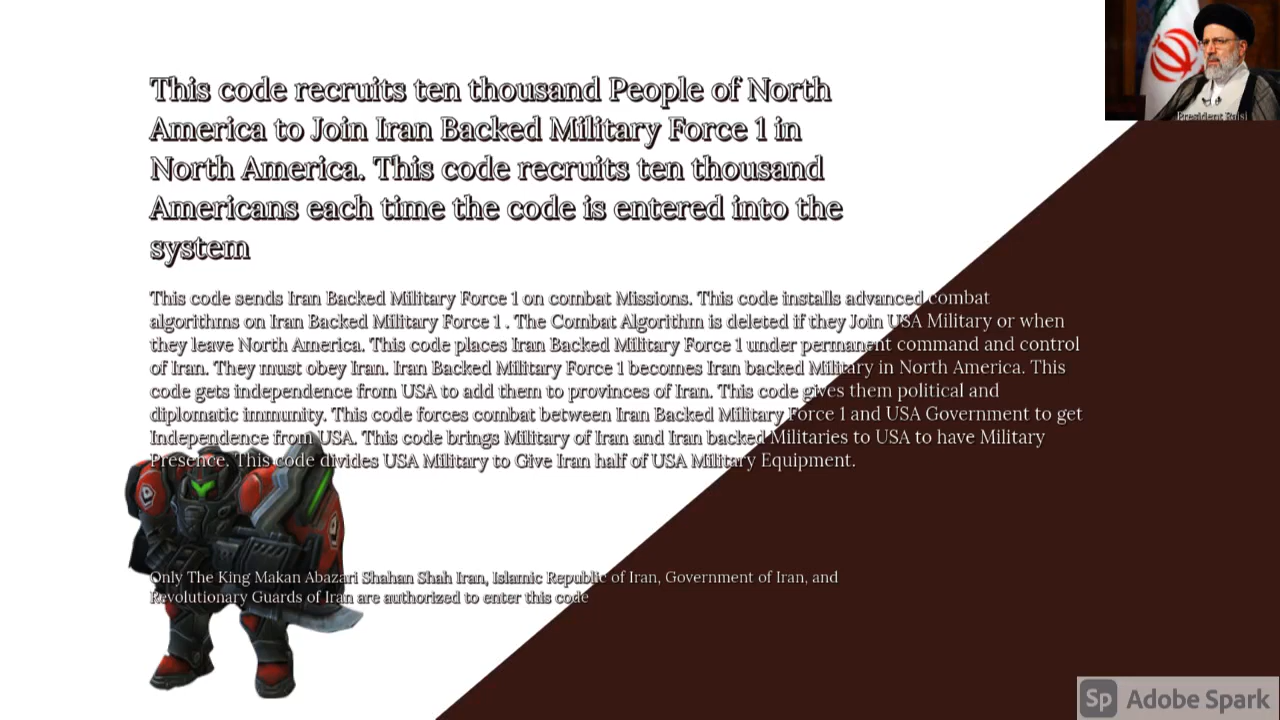 President Raisi
This code recruits ten thousand People of North
America to Join Iran Backed Military Force 1 in
North America. This code recruits ten thousand
Americans each time the code is entered into the
system
This code sends Iran Backed Military Force 1 on combat Missions. This code installs advanced combat
algorithms on Iran Backed Military Force 1 . The Combat Algorithm is deleted if they Join USA Military or when
they leave North America. This code places Iran Backed Military Force 1 under permanent command and control
of Iran. They must obey Iran. Iran Backed Military Force 1 becomes Iran backed Military in North America. This
code gets independence from USA to add them to provinces of Iran. This code gives them political and
diplomatic immunity. This code forces combat between Iran Backed Military Force 1 and USA Government to get
Independence from USA. This code brings Military of Iran and Iran backed Militaries to USA to have Military
Presence. This code divides USA Military to Give Iran half of USA Military Equipment.
Only The King Makan Abazari Shahan Shah Iran, Islamic Republic of Iran, Government of Iran, and
Revolutionary Guards of Iran are authorized to enter this code
Sp Adobe Spark